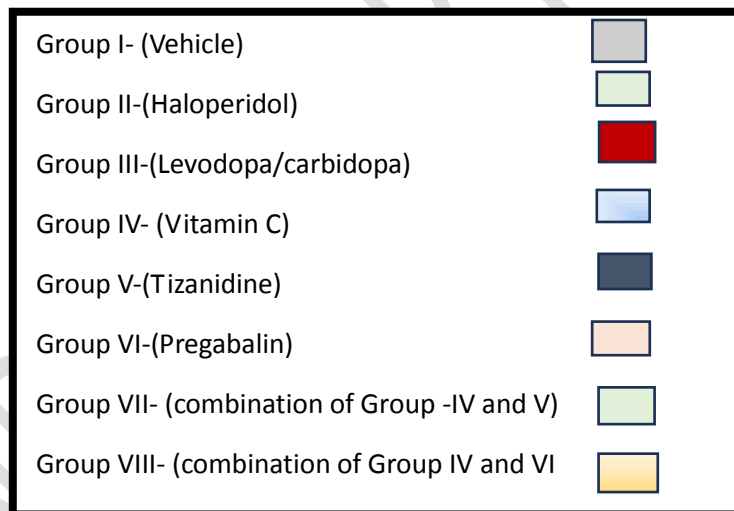 Group I- (Vehicle)
Group II-(Haloperidol)
Group III-(Levodopa/carbidopa)
Group IV- (Vitamin C)
Group V-(Tizanidine)
Group VI-(Pregabalin)
Group VII- (combination of Group -IV and V)
Group VIII- (combination of Group IV and VI